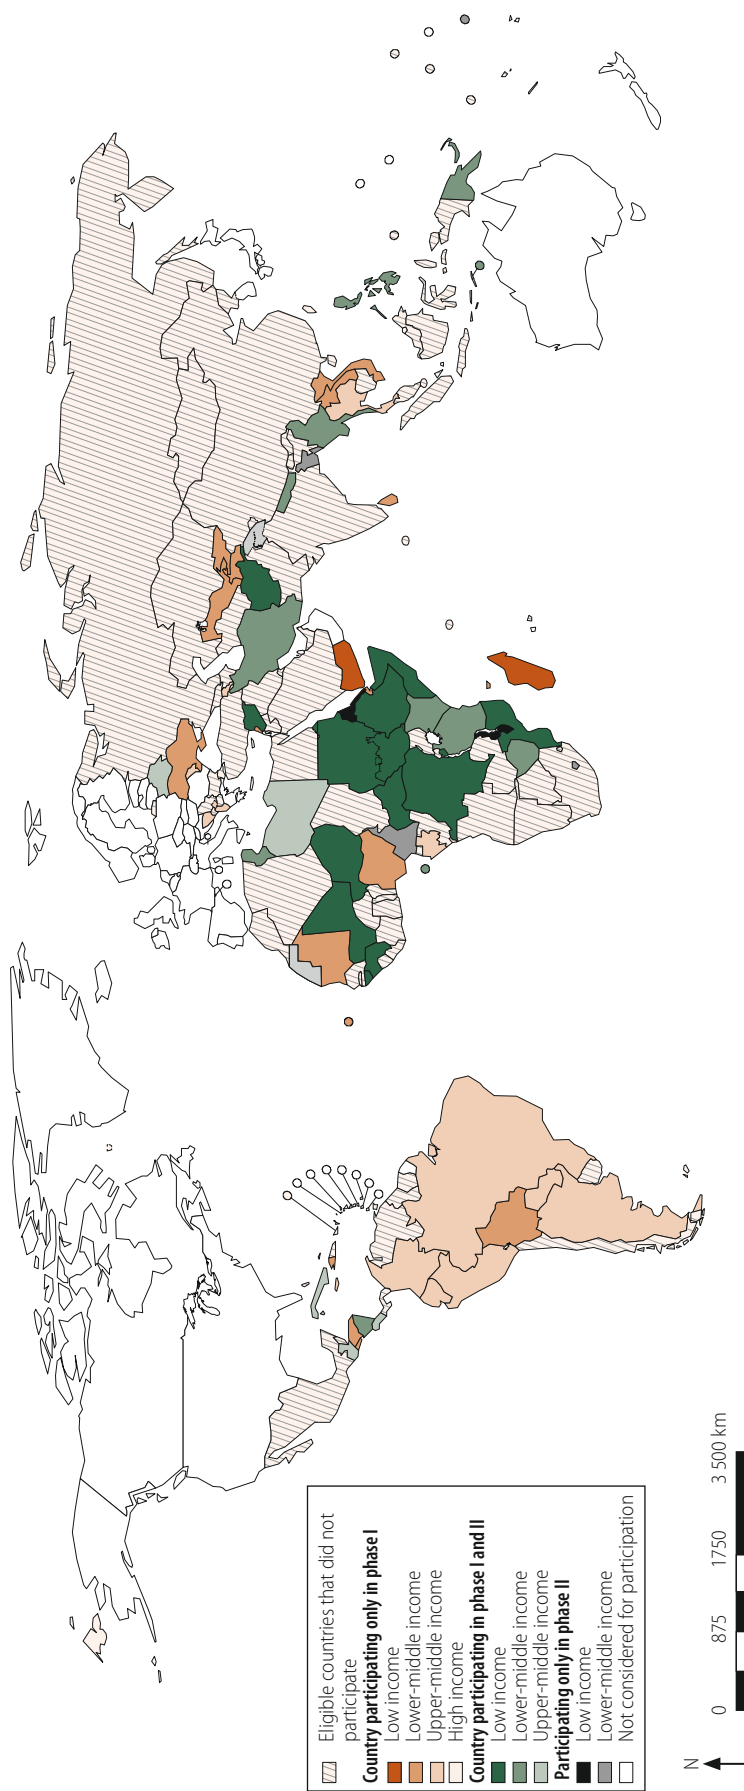 Eligible countries that did not
participate
Country participating only in phase I
Low income
Lower-middle income
Upper-middle income
High income
Country participating in phase I and II
Low income
Lower-middle income
Upper-middle income
Participating only in phase II
Low income
Lower-middle income
Not considered for participation
N
0 875 1750 3 500 km